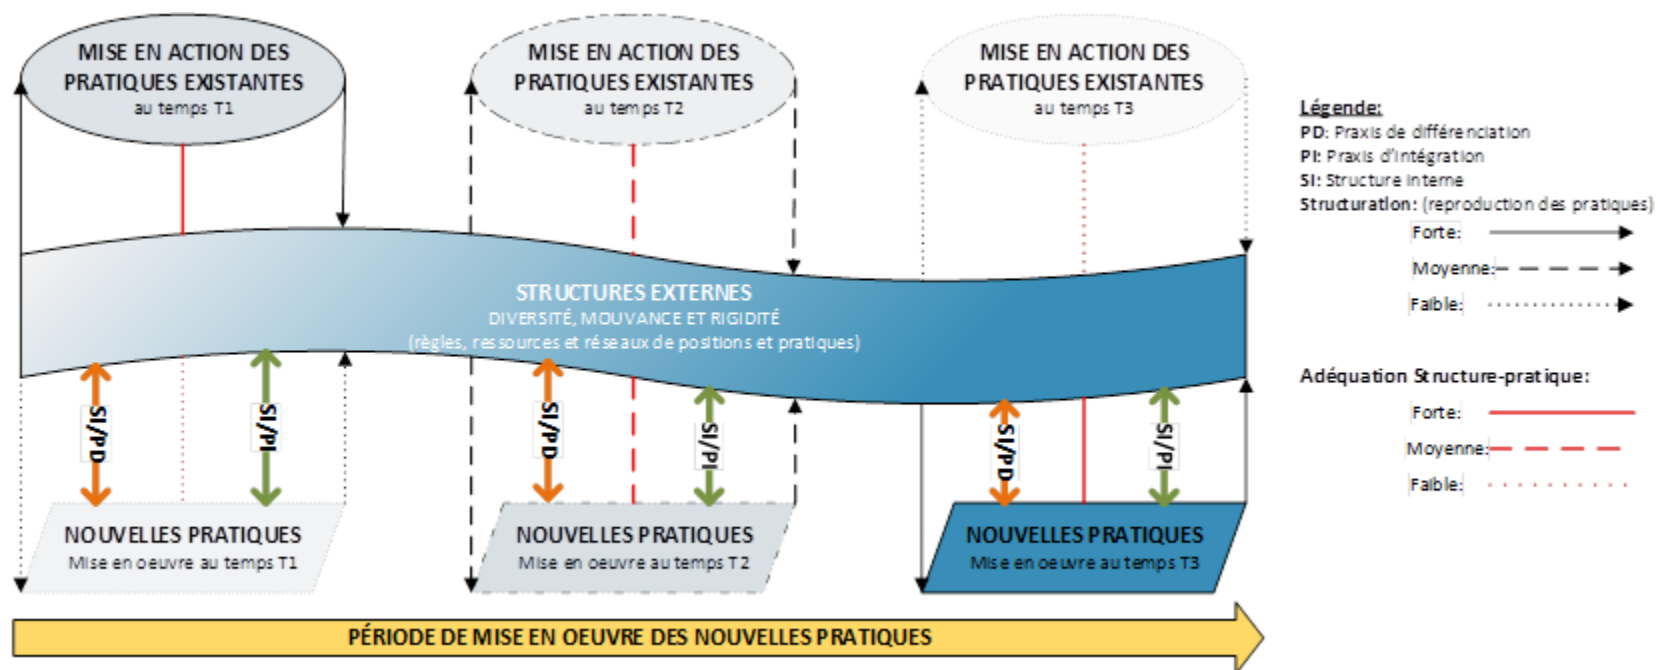 MISE EN ACTION DES
PRATIQUES EXISTANTES
au temps T1
MISE EN ACTION DES
PRATIQUES EXISTANTES
au temps T2
MISE EN ACTION DES
PRATIQUES EXISTANTES
au temps T3
STRUCTURES EXTERNES
DIVERSITÉ, MOUVANCE ET RIGIDITÉ
(règles, ressources et réseaux de positions et pratiques)
SI/PD
SI/PI
SI/PD
SI/PI
SI/PD
SI/PI
NOUVELLES PRATIQUES
Mise en oeuvre au temps T1
NOUVELLES PRATIQUES
Mise en oeuvre au temps T2
NOUVELLES PRATIQUES
Mise en oeuvre au temps T3
PÉRIODE DE MISE EN OEUVRE DES NOUVELLES PRATIQUES
Légende:
PD: Praxis de différenciation
PI: Praxis d'intégration
SI: Structure interne
Structuration: (reproduction des pratiques)
Forte:
Moyenne:
Faible:
Adéquation Structure-pratique:
Forte:
Moyenne:
Faible: